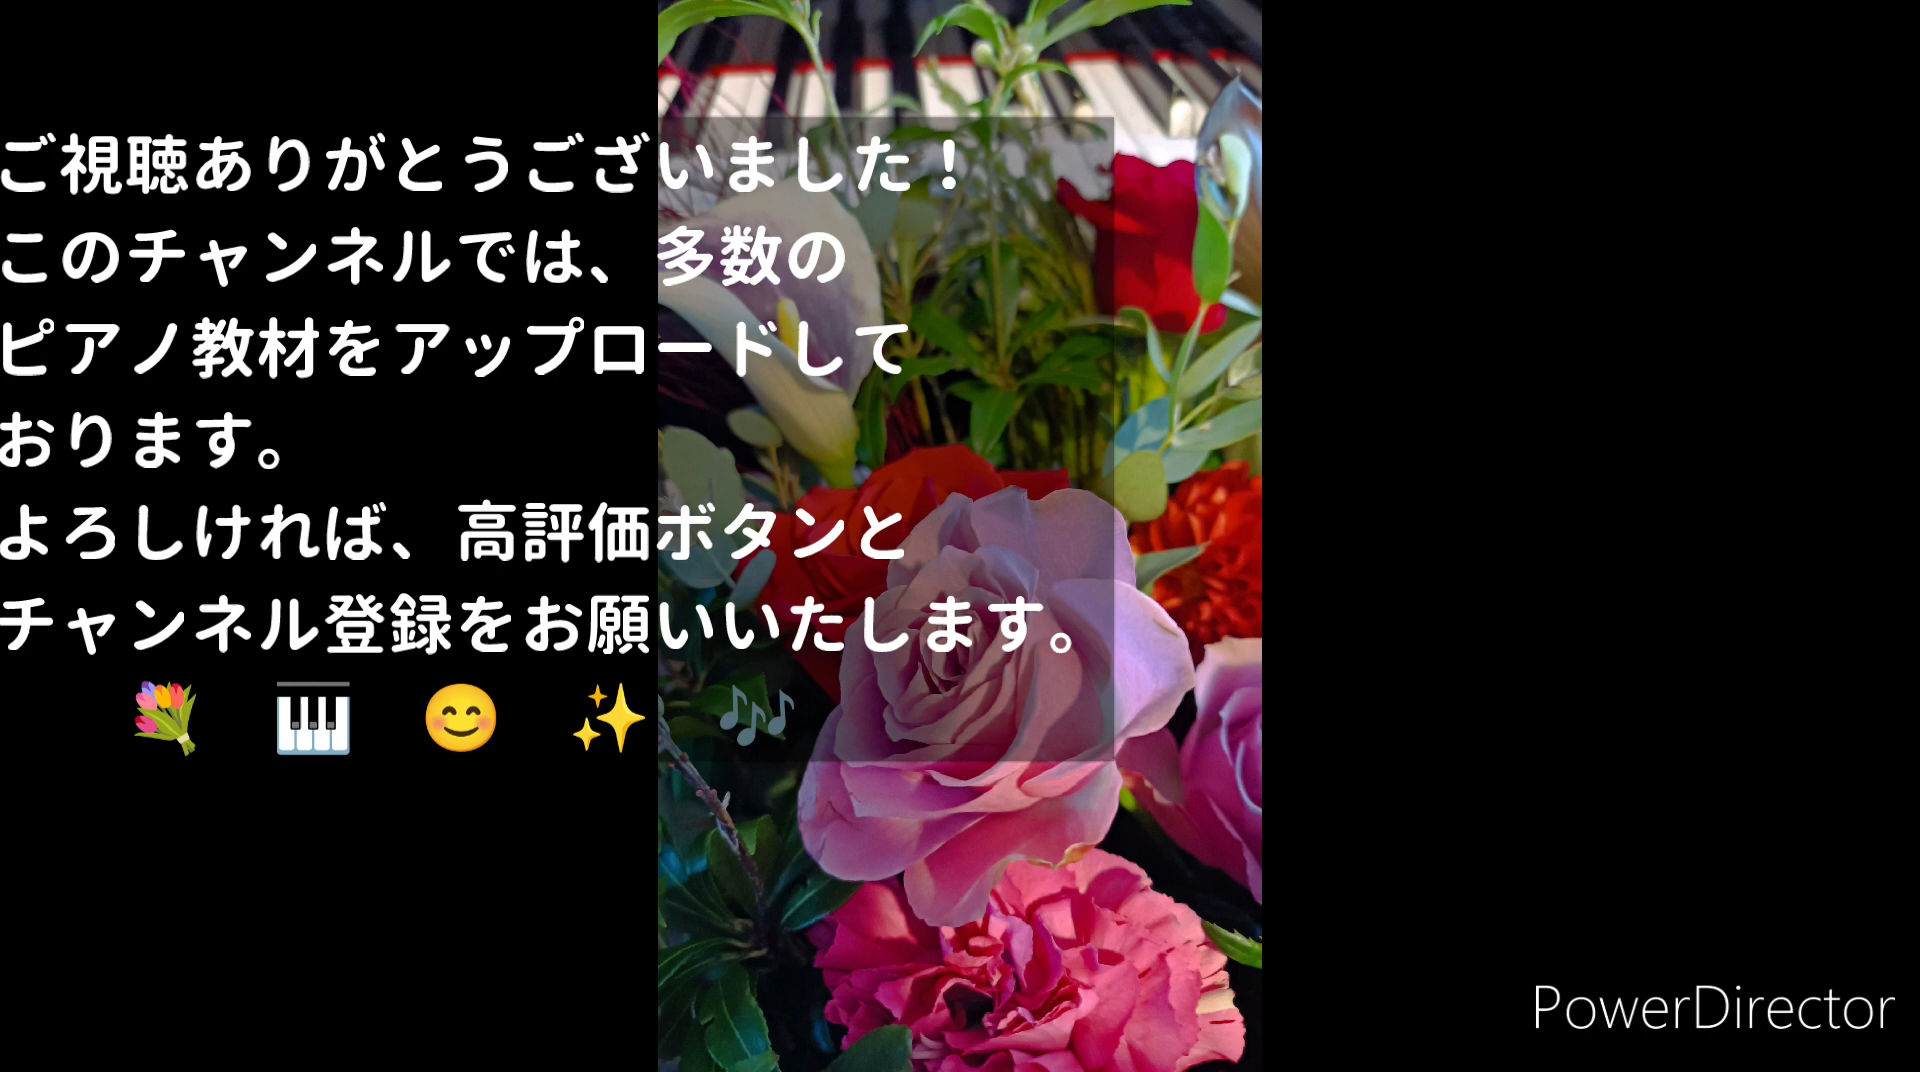 ご視聴ありがとうございました！
このチャンネルでは、多数の
ピアノ教材をアップロードして
おります。
よろしければ、高評価ボタンと
チャンネル登録をお願いいたします。
💐 🎹 😊 ✨ 🎶
PowerDirector